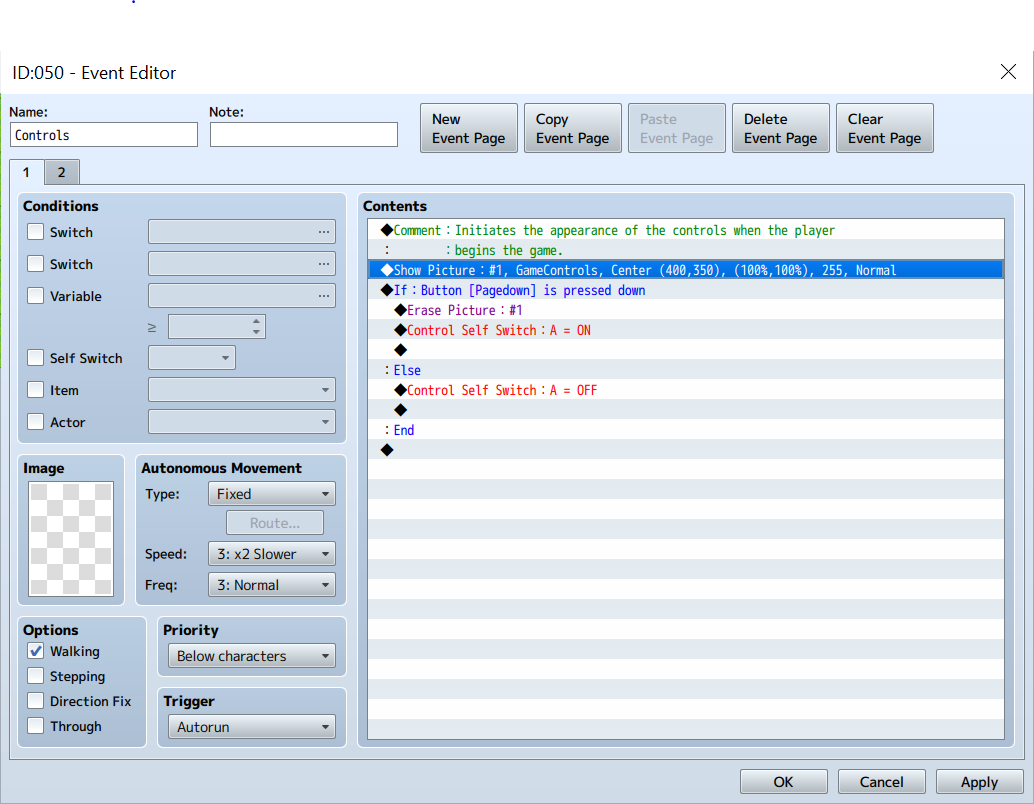 ID:050 - Event Editor
Name:
Note:
Controls
New
Event Page
Copy
Event Page
Paste
Event Page
Delete
Event Page
Clear
Event Page
1
2
Conditions
Switch
...
Switch
...
Variable
...
≥
Self Switch
Item
Actor
Image
Autonomous Movement
Type:
Fixed
Route...
Speed:
3: x2 Slower
Freq:
3: Normal
Options
Walking
Stepping
Direction Fix
Through
Priority
Below characters
Trigger
Autorun
Contents
◆Comment：Initiates the appearance of the controls when the player
：　　　：begins the game.
◆Show Picture：#1, GameControls, Center (400,350), (100%,100%), 255, Normal
◆If：Button [Pagedown] is pressed down
◆Erase Picture：#1
◆Control Self Switch：A = ON
◆
：Else
◆Control Self Switch：A = OFF
◆
：End
◆
OK
Cancel
Apply